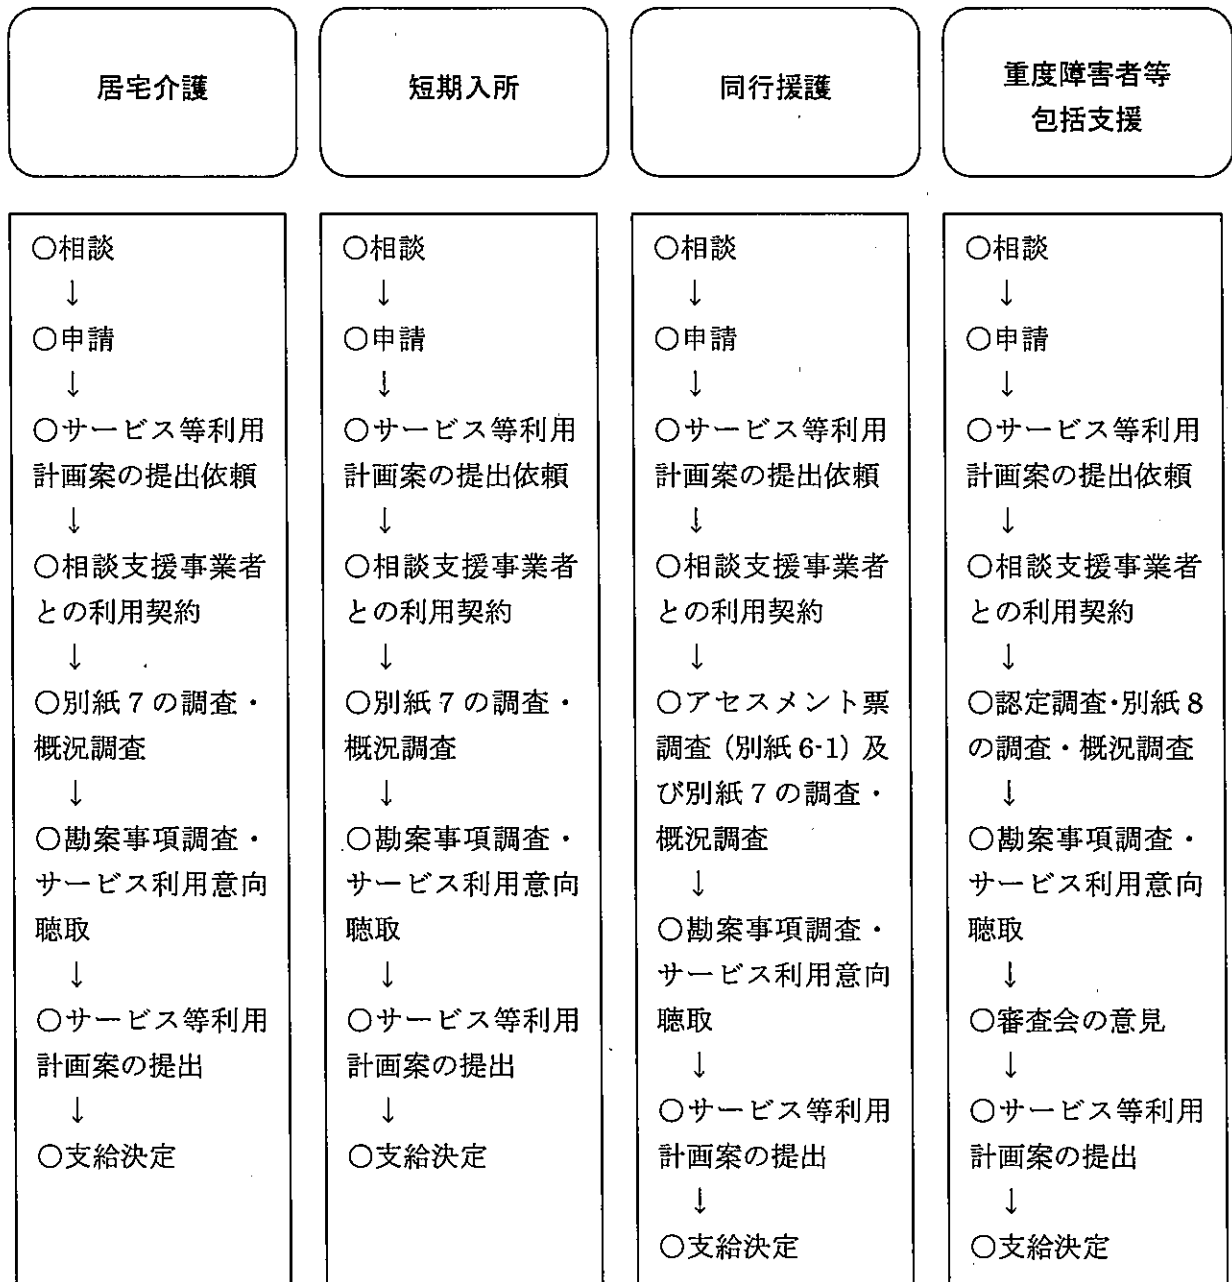 居宅介護
○相談
↓
○申請
↓
○サービス等利用
計画案の提出依頼
↓
○相談支援事業者
との利用契約
↓
○別紙7の調査・
概況調査
↓
○勘案事項調査・
サービス利用意向
聴取
↓
○サービス等利用
計画案の提出
↓
○支給決定
短期入所
○相談
↓
○申請
↓
○サービス等利用
計画案の提出依頼
↓
○相談支援事業者
との利用契約
↓
○別紙7の調査・
概況調査
↓
○勘案事項調査・
サービス利用意向
聴取
↓
○サービス等利用
計画案の提出
↓
○支給決定
同行援護
○相談
↓
○申請
↓
○サービス等利用
計画案の提出依頼
↓
○相談支援事業者
との利用契約
↓
○アセスメント票
調査（別紙6-1）及
び別紙7の調査・
概況調査
↓
○勘案事項調査・
サービス利用意向
聴取
↓
○サービス等利用
計画案の提出
↓
○支給決定
重度障害者等
包括支援
○相談
↓
○申請
↓
○サービス等利用
計画案の提出依頼
↓
○相談支援事業者
との利用契約
↓
○認定調査・別紙8
の調査・概況調査
↓
○勘案事項調査・
サービス利用意向
聴取
↓
○審査会の意見
↓
○サービス等利用
計画案の提出
↓
○支給決定